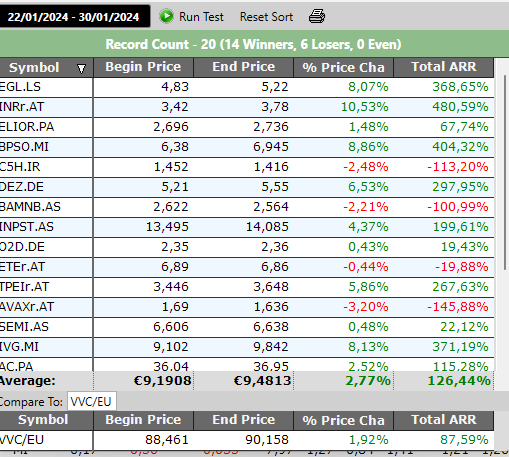 22/01/2024 - 30/01/2024 Run Test Reset Sort
Record Count - 20 (14 Winners, 6 Losers, 0 Even)
Symbol Begin Price End Price % Price Cha Total ARR
EGL.LS 4,83 5,22 8,07% 368,65%
INRr.AT 3,42 3,78 10,53% 480,59%
ELIOR.PA 2,696 2,736 1,48% 67,74%
BPSO.MI 6,38 6,945 8,86% 404,32%
C5H.IR 1,452 1,416 -2,48% -113,20%
DEZ.DE 5,21 5,55 6,53% 297,95%
BAMNB.AS 2,622 2,564 -2,21% -100,99%
INPST.AS 13,495 14,085 4,37% 199,61%
O2D.DE 2,35 2,36 0,43% 19,43%
ETEr.AT 6,89 6,86 -0,44% -19,88%
TPEIr.AT 3,446 3,648 5,86% 267,63%
AVAXr.AT 1,69 1,636 -3,20% -145,88%
SEMI.AS 6,606 6,638 0,48% 22,12%
IVG.MI 9,102 9,842 8,13% 371,19%
AC.PA 36,04 36,95 2,52% 115,28%
Average: €9,1908 €9,4813 2,77% 126,44%
Compare To: VVC/EU
Symbol Begin Price End Price % Price Cha Total ARR
VVC/EU 88,461 90,158 1,92% 87,59%